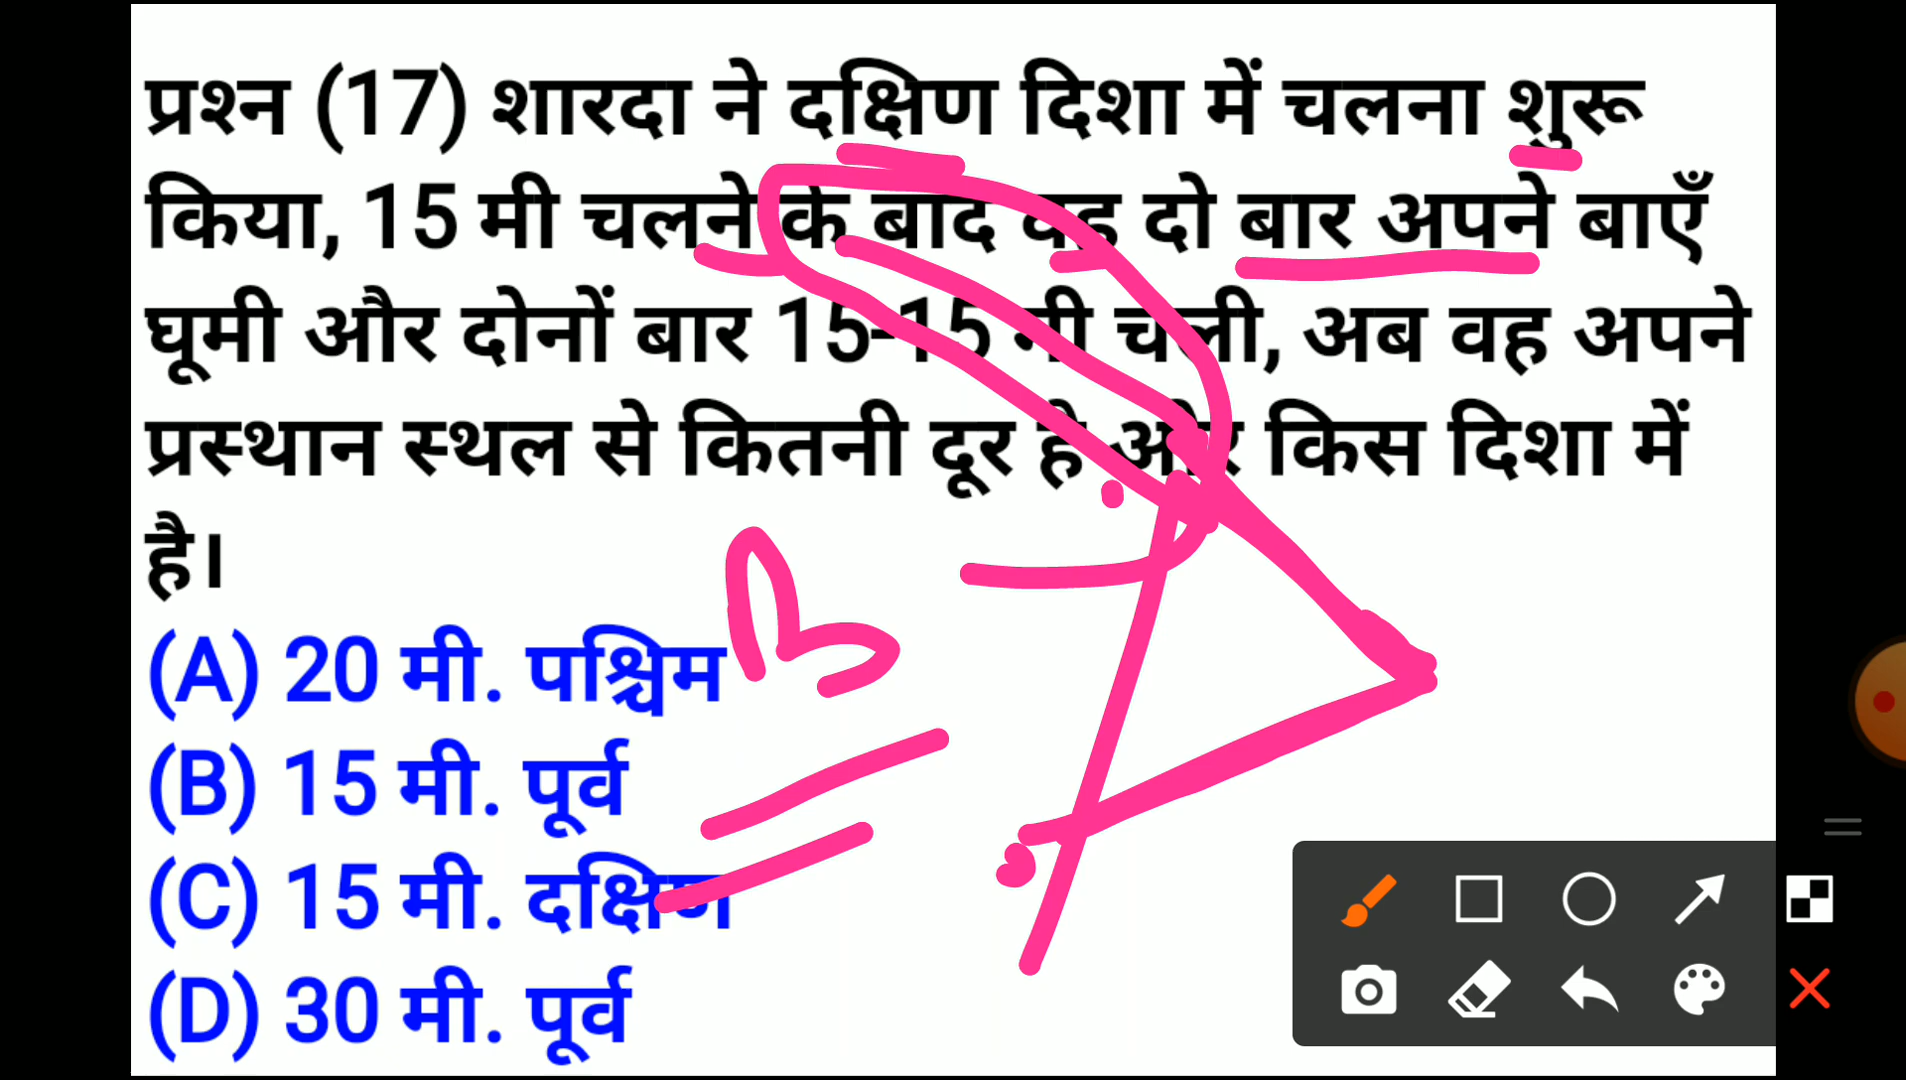 प्रश्न (17) शारदा ने दक्षिण दिशा में चलना शुरू
किया, 15 मी चलने के बाद वह दो बार अपने बाएँ
घूमी और दोनों बार 15-15 मी चली, अब वह अपने
प्रस्थान स्थल से कितनी दूर है और किस दिशा में
है।
(A) 20 मी. पश्चिम
(B) 15 मी. पूर्व
(C) 15 मी. दक्षिण
(D) 30 मी. पूर्व